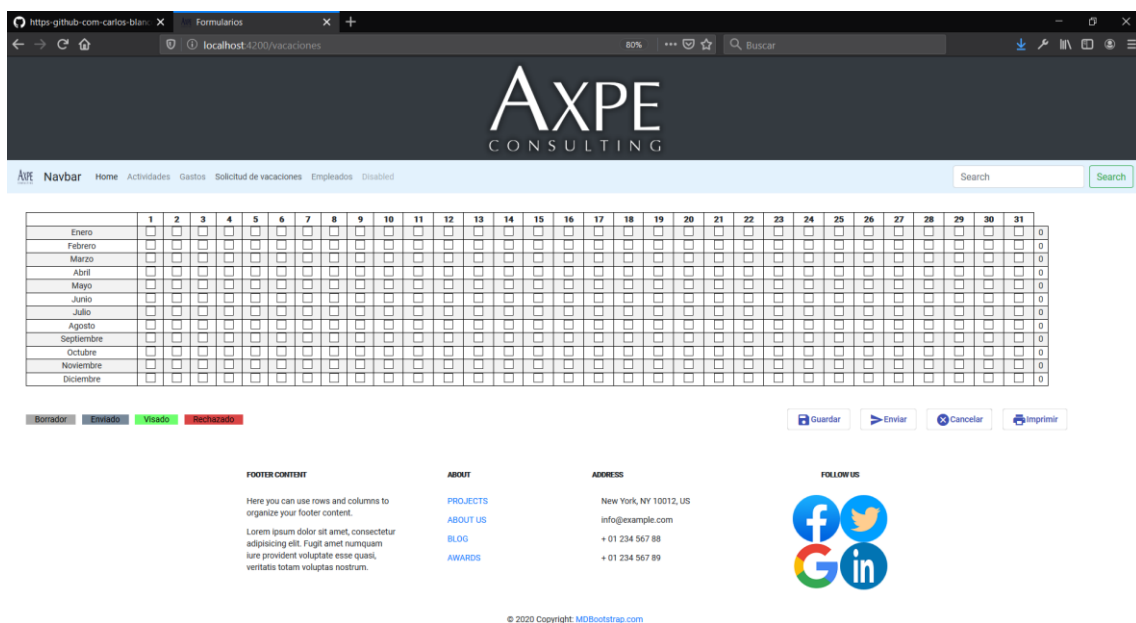 https-github-com-carlos-blanc
Formularios
localhost:4200/vacaciones
80%
Buscar
AXPE
CONSULTING
AXPE
Navbar Home Actividades Gastos Solicitud de vacaciones Empleados Disabled
Search
Search
1 2 3 4 5 6 7 8 9 10 11 12 13 14 15 16 17 18 19 20 21 22 23 24 25 26 27 28 29 30 31
Enero 0
Febrero 0
Marzo 0
Abril 0
Mayo 0
Junio 0
Julio 0
Agosto 0
Septiembre 0
Octubre 0
Noviembre 0
Diciembre 0
Borrador Enviado Visado Rechazado
Guardar Enviar Cancelar Imprimir
FOOTER CONTENT
Here you can use rows and columns to
organize your footer content.
Lorem ipsum dolor sit amet, consectetur
adipisicing elit. Fugit amet numquam
iure provident voluptate esse quasi,
veritatis totam voluptas nostrum.
ABOUT
PROJECTS
ABOUT US
BLOG
AWARDS
ADDRESS
New York, NY 10012, US
info@example.com
+ 01 234 567 88
+ 01 234 567 89
FOLLOW US
© 2020 Copyright: MDBootstrap.com